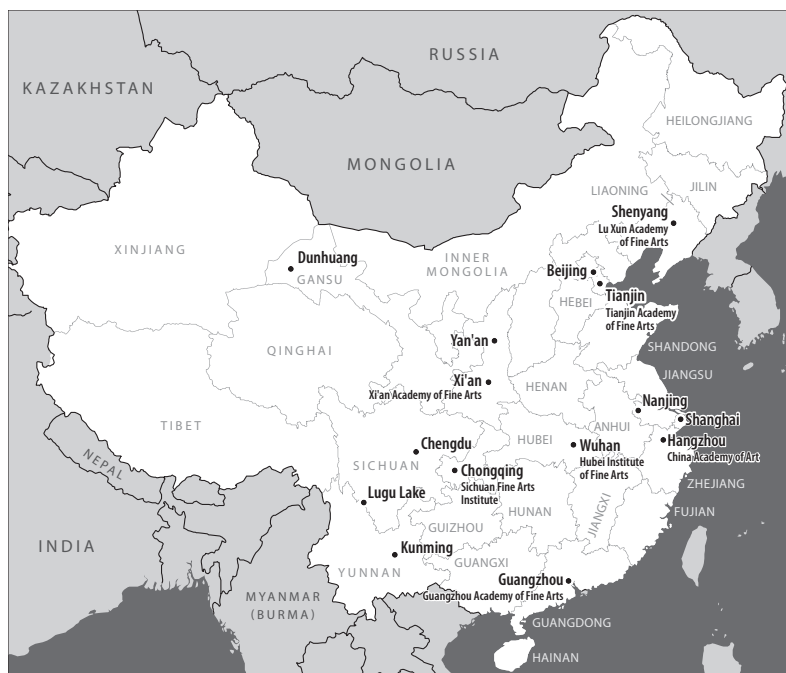 RUSSIA
KAZAKHSTAN
HEILONGJIANG
MONGOLIA
LIAONING
JILIN
Shenyang
Lu Xun Academy
of Fine Arts
XINJIANG
Dunhuang
GANSU
INNER
MONGOLIA
Beijing
HEBEI
Tianjin
Tianjin Academy
of Fine Arts
QINGHAI
Yan'an
SHANDONG
Xi'an
Xi'an Academy of Fine Arts
HENAN
JIANGSU
Nanjing
Shanghai
TIBET
ANHUI
Chengdu
HUBEI
Wuhan
Hubei Institute
of Fine Arts
Hangzhou
China Academy of Art
NEPAL
SICHUAN
Chongqing
Sichuan Fine Arts
Institute
ZHEJIANG
Lugu Lake
HUNAN
JIANGXI
FUJIAN
GUIZHOU
INDIA
Kunming
YUNNAN
GUANGXI
Guangzhou
Guangzhou Academy of Fine Arts
MYANMAR
(BURMA)
GUANGDONG
HAINAN